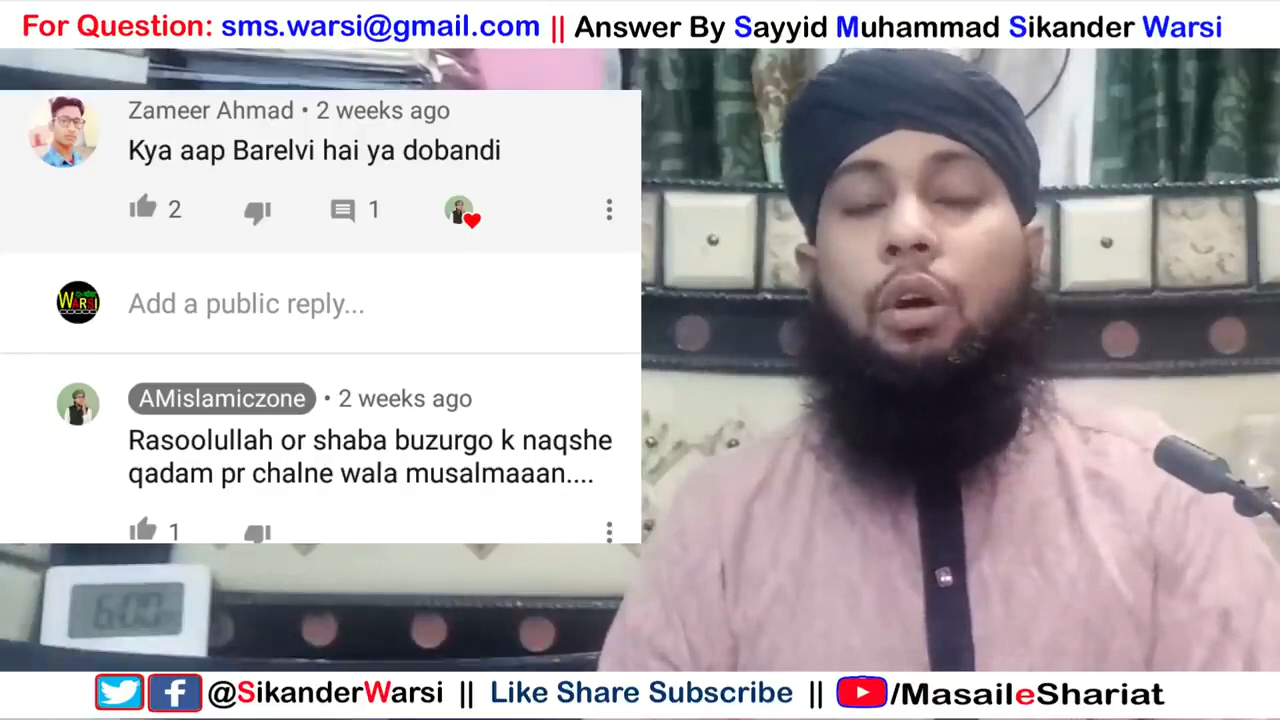 For Question: sms.warsi@gmail.com || Answer By Sayyid Muhammad Sikander Warsi
Zameer Ahmad • 2 weeks ago
Kya aap Barelvi hai ya dobandi
2 1
WARSI
Add a public reply...
AMislamiczone • 2 weeks ago
Rasoolullah or shaba buzurgo k naqshe
qadam pr chalne wala musalmaaan....
1
6:00
@SikanderWarsi || Like Share Subscribe || /MasaileShariat